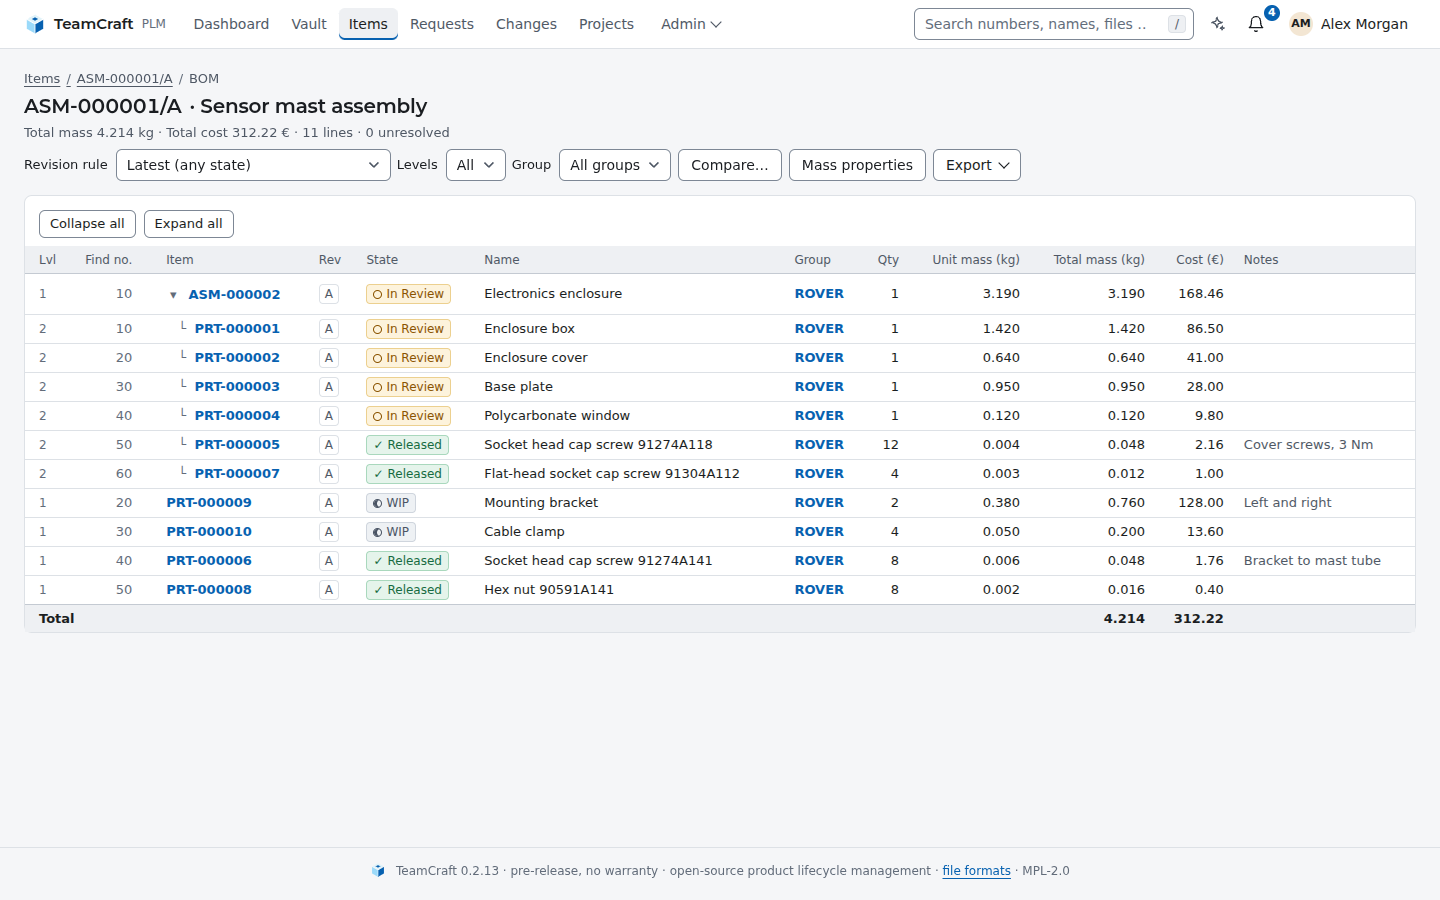 TeamCraft PLM Dashboard Vault Items Requests Changes Projects Admin Search numbers, names, files .. / 4 AM Alex Morgan
Items / ASM-000001/A / BOM
ASM-000001/A · Sensor mast assembly
Total mass 4.214 kg · Total cost 312.22 € · 11 lines · 0 unresolved
Revision rule Latest (any state) Levels All Group All groups Compare... Mass properties Export
Collapse all Expand all
Lvl Find no. Item Rev State Name Group Qty Unit mass (kg) Total mass (kg) Cost (€) Notes
1 10 ▾ ASM-000002 A In Review Electronics enclosure ROVER 1 3.190 3.190 168.46
2 10 └ PRT-000001 A In Review Enclosure box ROVER 1 1.420 1.420 86.50
2 20 └ PRT-000002 A In Review Enclosure cover ROVER 1 0.640 0.640 41.00
2 30 └ PRT-000003 A In Review Base plate ROVER 1 0.950 0.950 28.00
2 40 └ PRT-000004 A In Review Polycarbonate window ROVER 1 0.120 0.120 9.80
2 50 └ PRT-000005 A ✓ Released Socket head cap screw 91274A118 ROVER 12 0.004 0.048 2.16 Cover screws, 3 Nm
2 60 └ PRT-000007 A ✓ Released Flat-head socket cap screw 91304A112 ROVER 4 0.003 0.012 1.00
1 20 PRT-000009 A WIP Mounting bracket ROVER 2 0.380 0.760 128.00 Left and right
1 30 PRT-000010 A WIP Cable clamp ROVER 4 0.050 0.200 13.60
1 40 PRT-000006 A ✓ Released Socket head cap screw 91274A141 ROVER 8 0.006 0.048 1.76 Bracket to mast tube
1 50 PRT-000008 A ✓ Released Hex nut 90591A141 ROVER 8 0.002 0.016 0.40
Total 4.214 312.22
TeamCraft 0.2.13 · pre-release, no warranty · open-source product lifecycle management · file formats · MPL-2.0